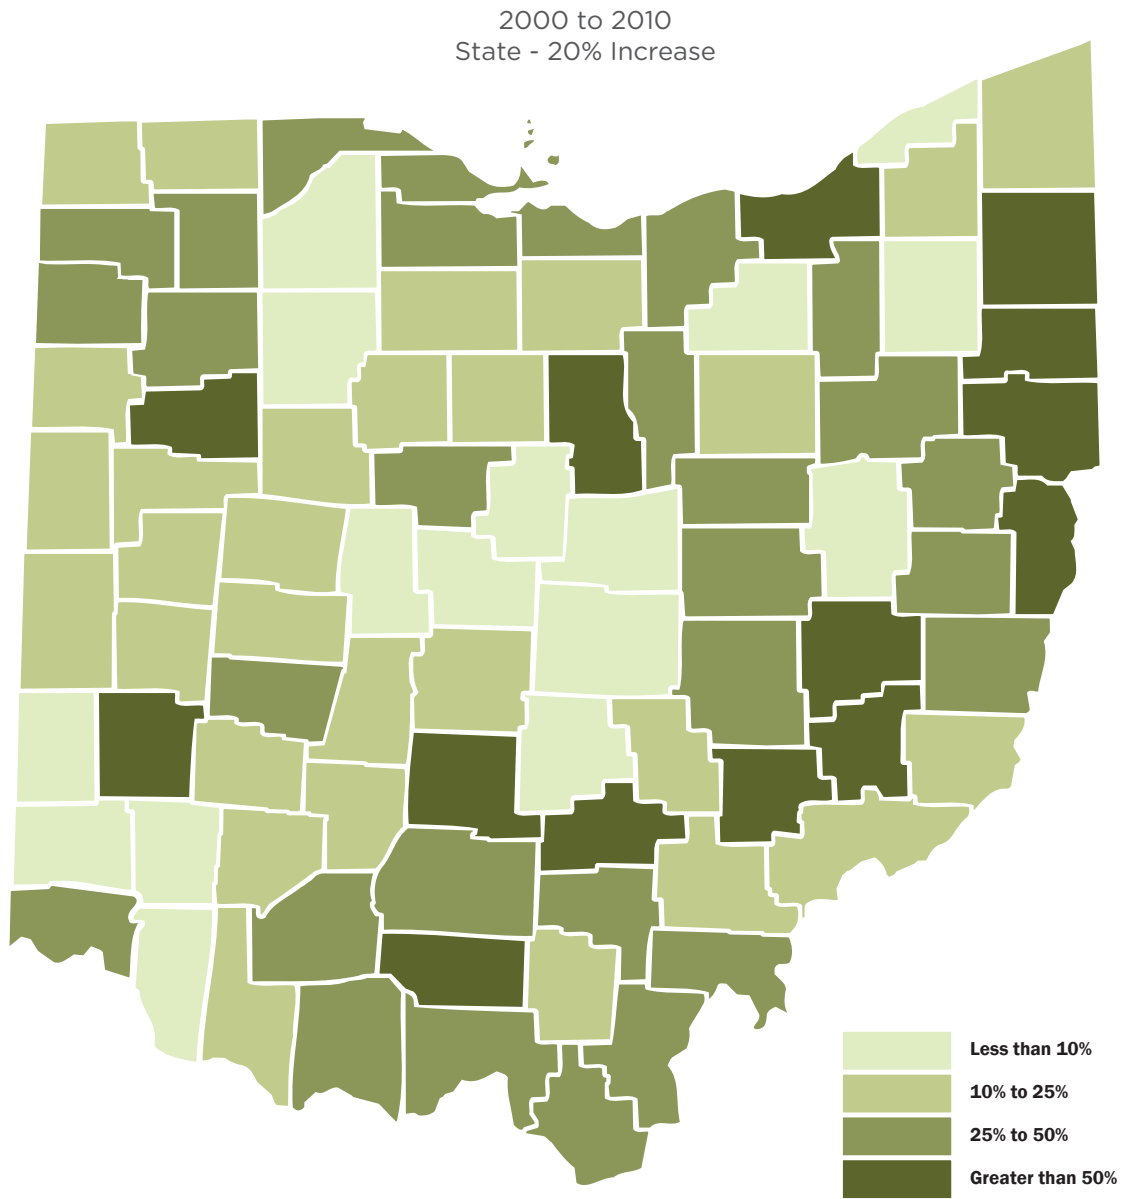 2000 to 2010
State - 20% Increase
Less than 10%
10% to 25%
25% to 50%
Greater than 50%